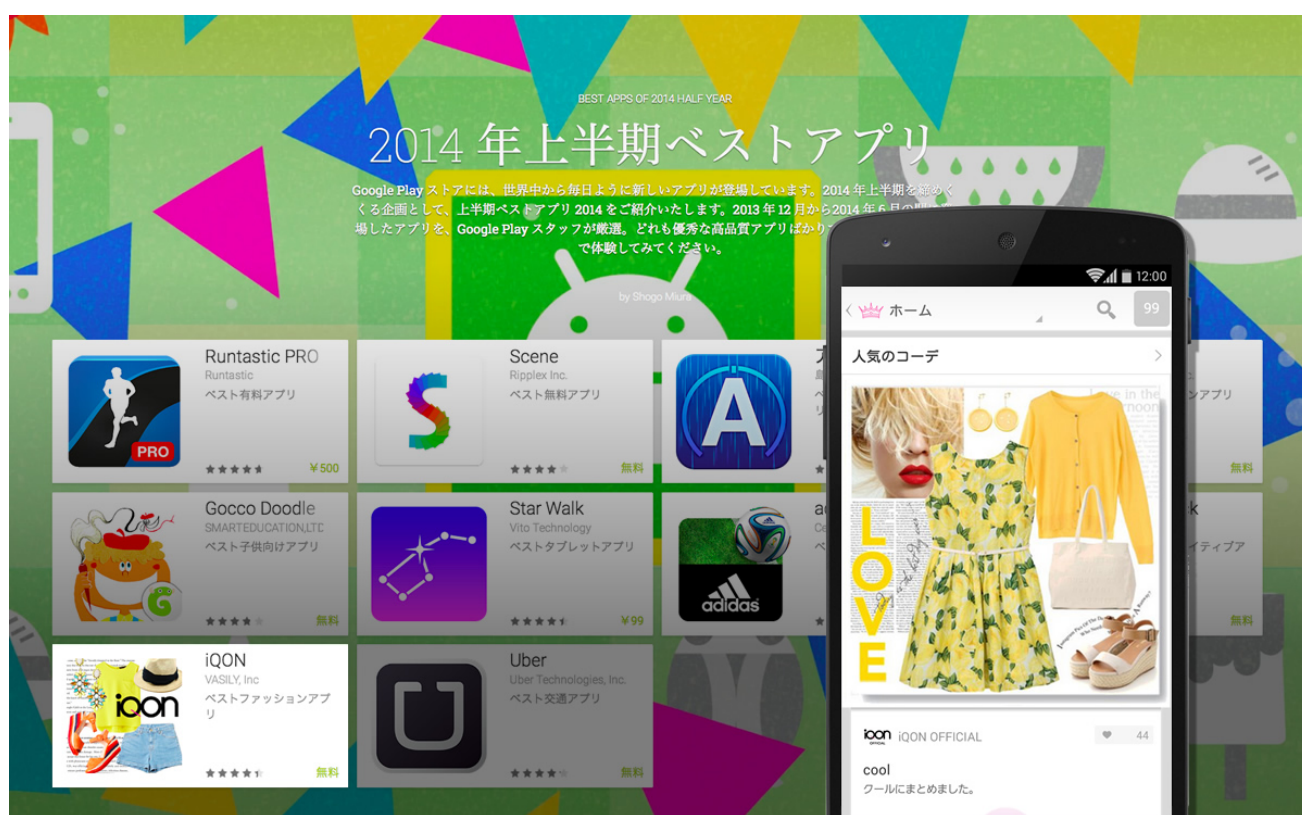 BEST APPS OF 2014 HALF YEAR
2014 年上半期ベストアプリ
Google Play ストアには、世界中から毎日ように新しいアプリが登場しています。2014 年上半期を締めく
くる企画として、上半期ベストアプリ 2014 をご紹介いたします。2013 年 12 月から2014 年 6 月の
場したアプリを、Google Play スタッフが厳選。どれも優秀な高品質アプリばかり
で体験してみてください。
by Shogo Miura
12:00
ホーム
99
人気のコーデ
Runtastic PRO
Runtastic
ベスト有料アプリ
PRO
¥500
Scene
Ripplex Inc.
ベスト無料アプリ
無料
A
ンアプリ
無料
Gocco Doodle
SMARTEDUCATION,LTD
ベスト子供向けアプリ
無料
Star Walk
Vito Technology
ベストタブレットアプリ
¥99
adidas
k
イティブア
無料
iQON
VASILY, Inc
ベストファッションアプ
リ
iQON
無料
Uber
Uber Technologies, Inc.
ベスト交通アプリ
無料
LOVE
iQON
OFFICIAL
iQON OFFICIAL
44
cool
クールにまとめました。